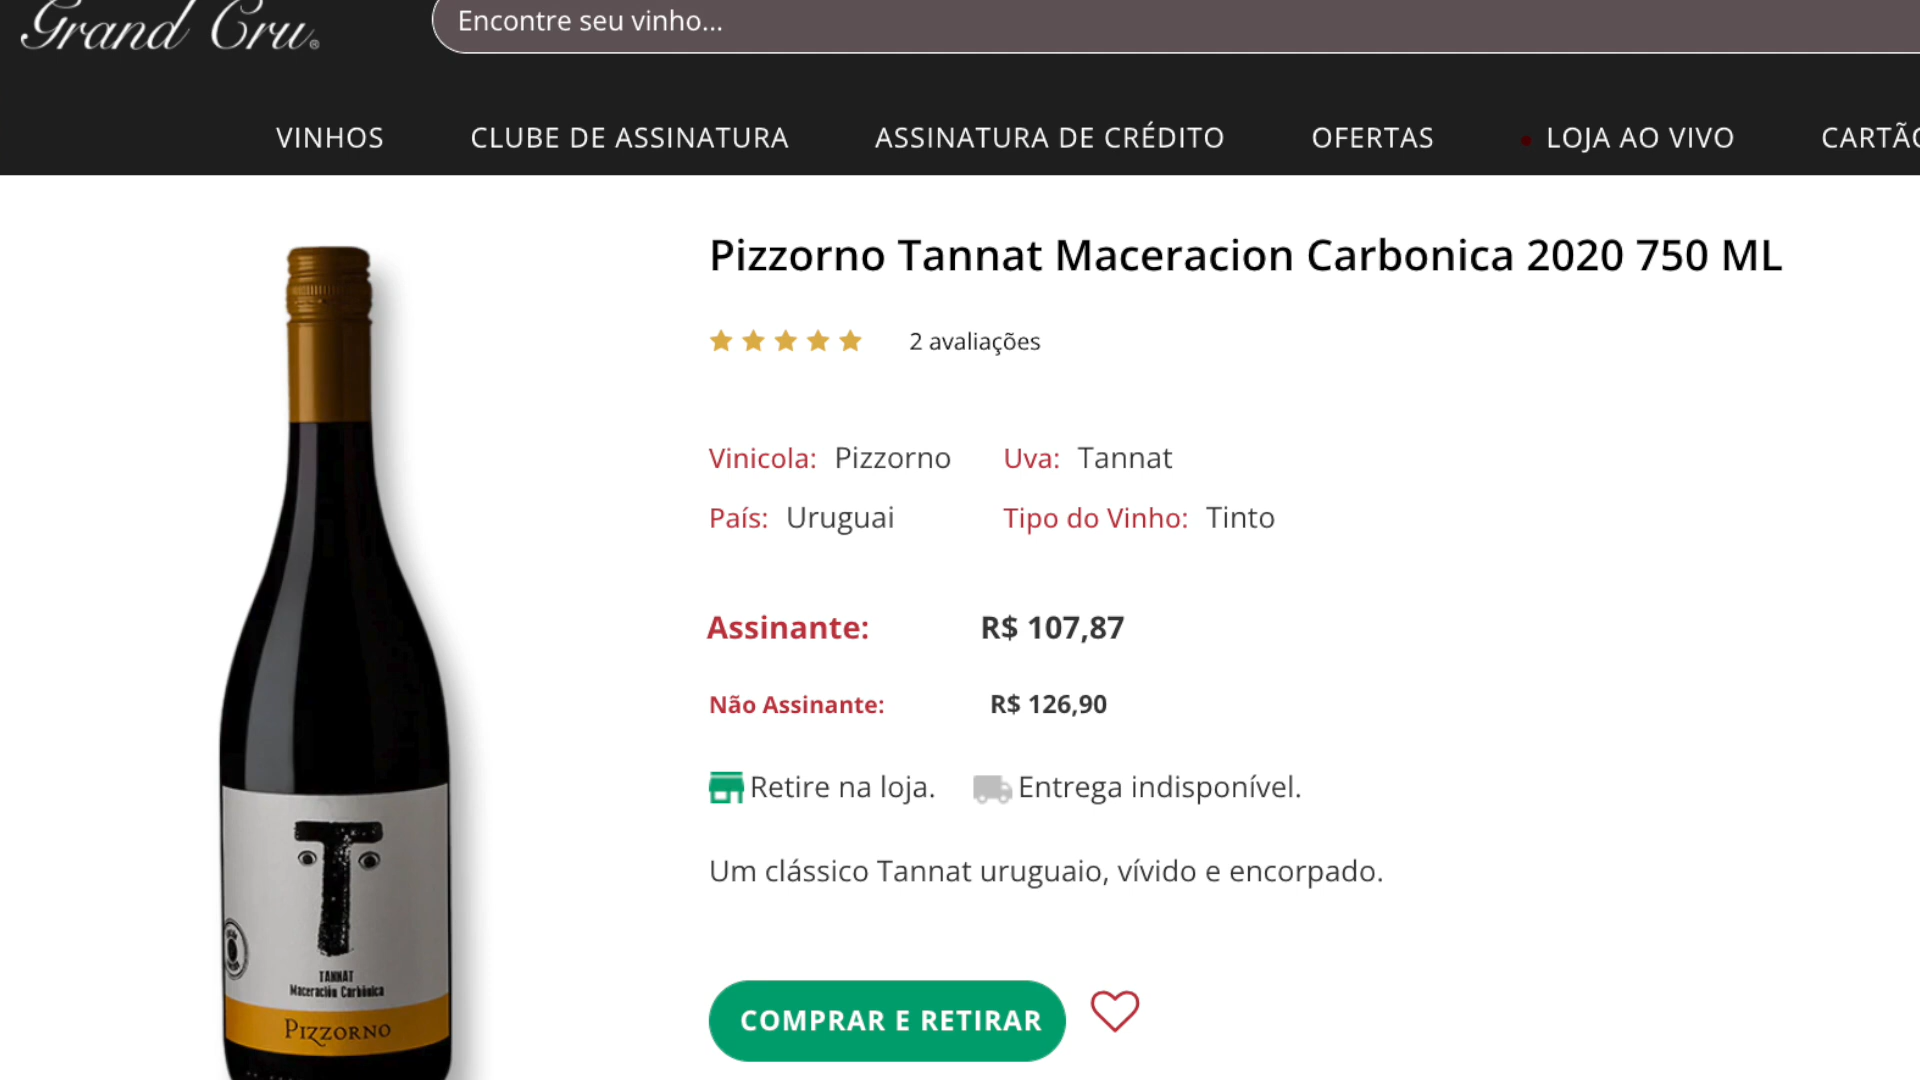 Grand Cru®
Encontre seu vinho...
VINHOS CLUBE DE ASSINATURA ASSINATURA DE CRÉDITO OFERTAS LOJA AO VIVO CARTÃO
Pizzorno Tannat Maceracion Carbonica 2020 750 ML
2 avaliações
Vinicola: Pizzorno Uva: Tannat
País: Uruguai Tipo do Vinho: Tinto
Assinante: R$ 107,87
Não Assinante: R$ 126,90
Retire na loja. Entrega indisponível.
Um clássico Tannat uruguaio, vívido e encorpado.
COMPRAR E RETIRAR
T
TANNAT
Maceración Carbónica
PIZZORNO